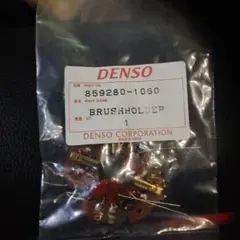 DENSO
859280-1060
BRUSHHOLDER
1
DENSO CORPORATION